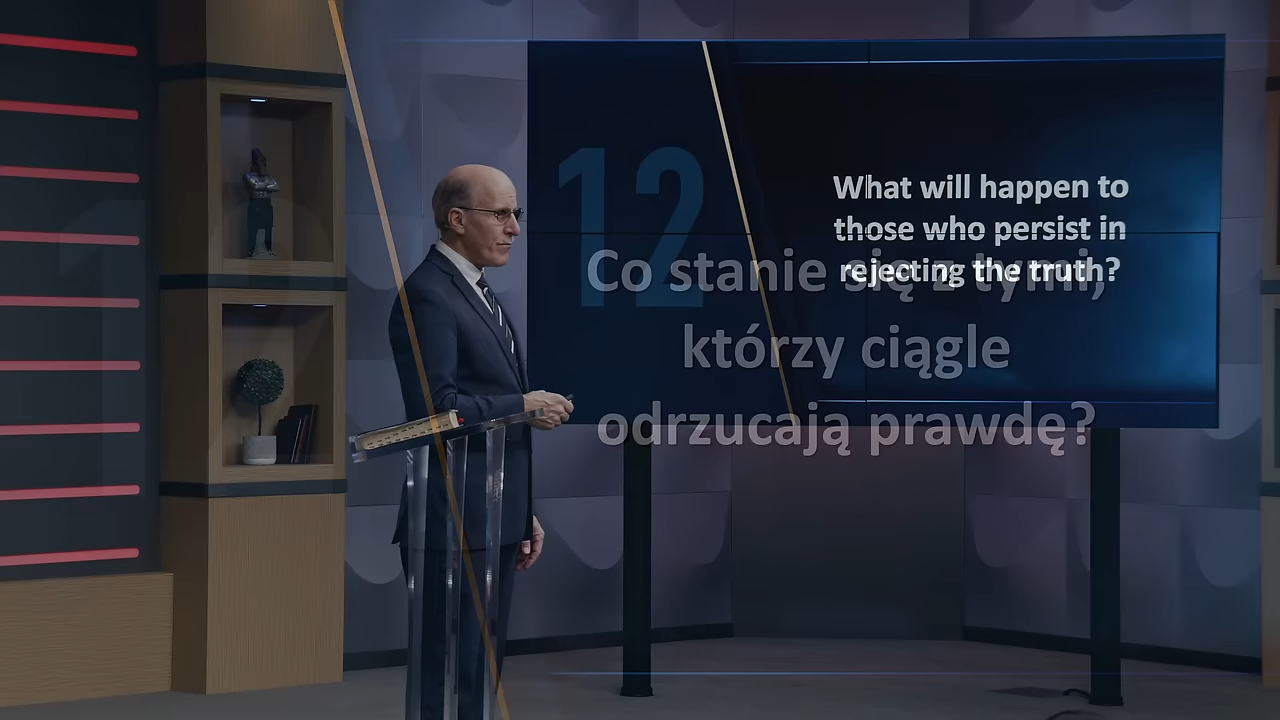 12
What will happen to
those who persist in
rejecting the truth?
Co stanie się z tymi,
którzy ciągle
odrzucają prawdę?